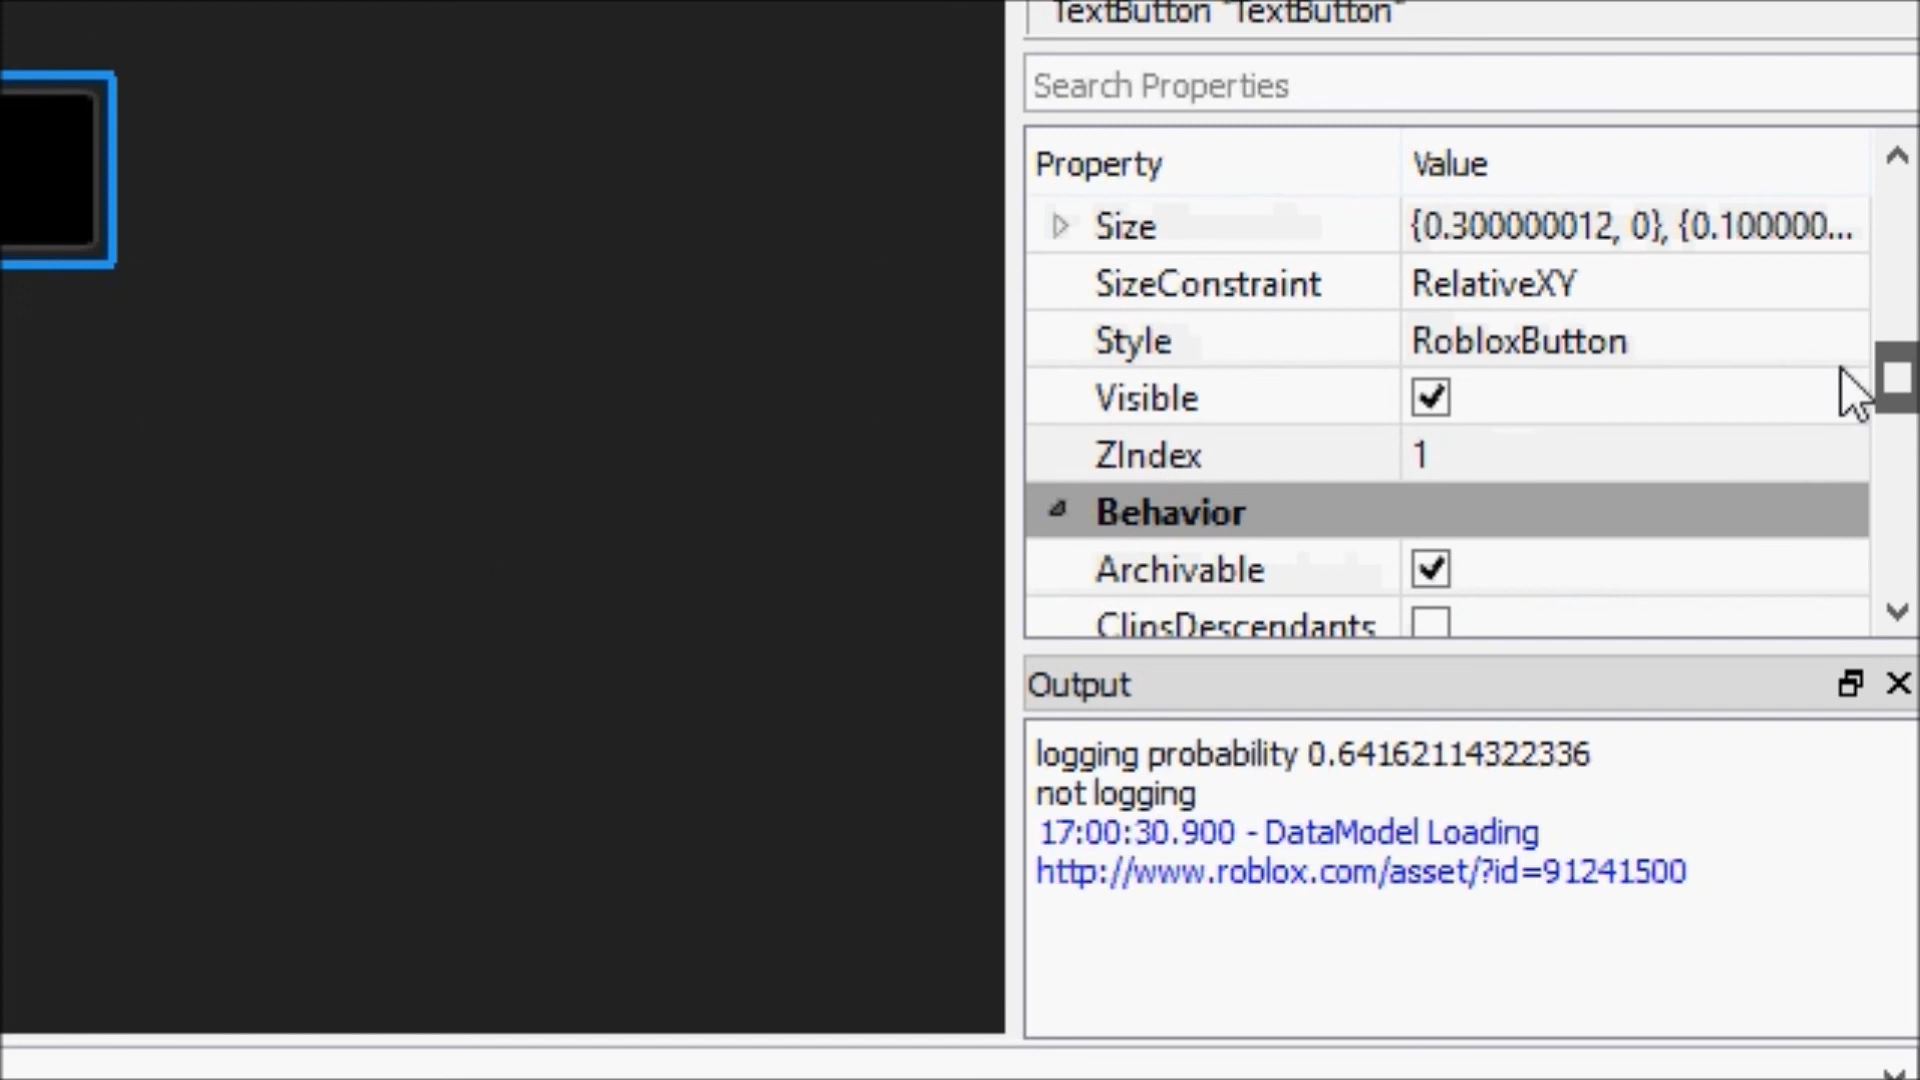 TextButton "TextButton"
Search Properties
Property Value
Size {0.300000012, 0}, {0.100000...
SizeConstraint RelativeXY
Style RobloxButton
Visible
ZIndex 1
Behavior
Archivable
ClipsDescendants
Output
logging probability 0.64162114322336
not logging
17:00:30.900 - DataModel Loading
http://www.roblox.com/asset/?id=91241500